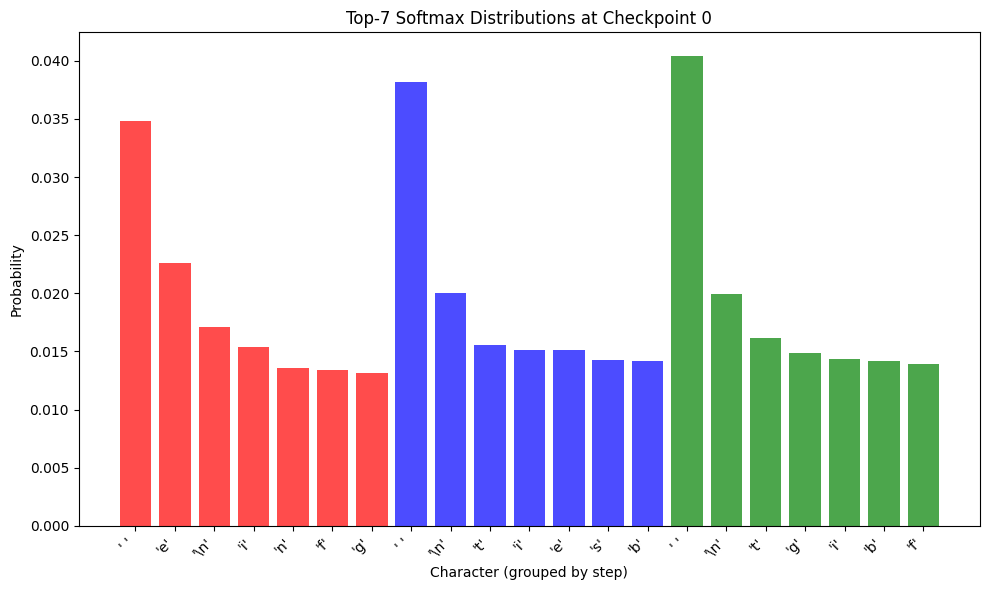 Top-7 Softmax Distributions at Checkpoint 0
Probability
0.040
0.035
0.030
0.025
0.020
0.015
0.010
0.005
0.000
' ' 'e' '\n' 'i' 'n' 'f' 'g' ' ' '\n' 't' 'i' 'e' 's' 'b' ' ' '\n' 't' 'g' 'i' 'b' 'f'
Character (grouped by step)